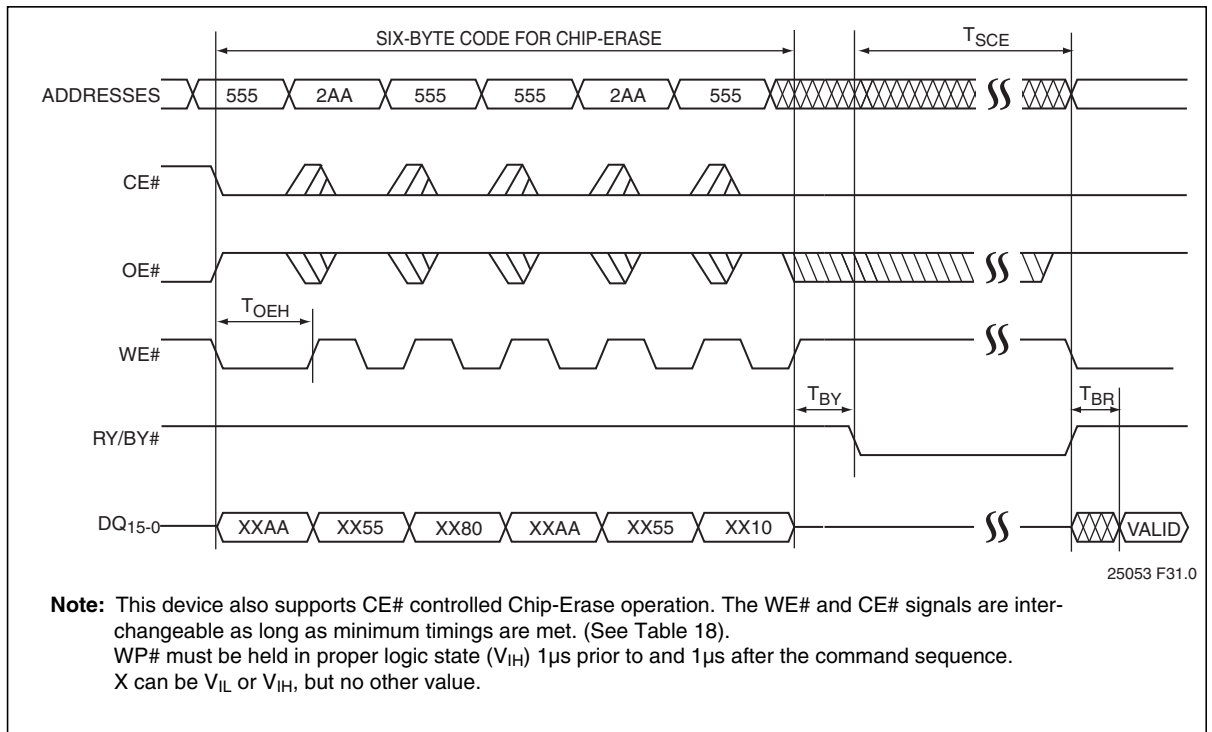 SIX-BYTE CODE FOR CHIP-ERASE
TSCE
ADDRESSES 555 2AA 555 555 2AA 555
CE#
OE#
TOEH
WE#
TBY TBR
RY/BY#
DQ15-0 XXAA XX55 XX80 XXAA XX55 XX10 VALID
25053 F31.0
Note: This device also supports CE# controlled Chip-Erase operation. The WE# and CE# signals are inter-
changeable as long as minimum timings are met. (See Table 18).
WP# must be held in proper logic state (VIH) 1µs prior to and 1µs after the command sequence.
X can be VIL or VIH, but no other value.